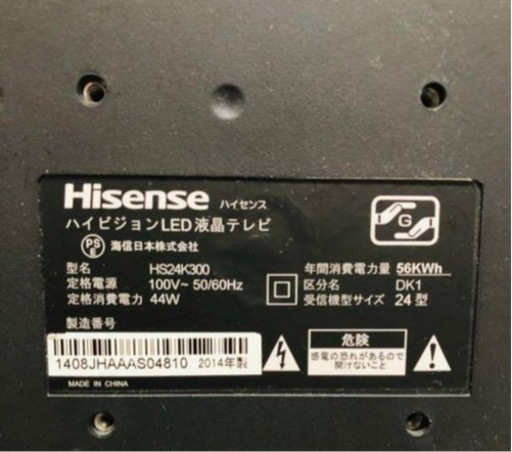 Hisense ハイセンス
ハイビジョンLED液晶テレビ
PSE 海信日本株式会社
G
型名 HS24K300
定格電源 100V~ 50/60Hz
定格消費電力 44W
年間消費電力量 56KWh
区分名 DK1
受信機型サイズ 24型
製造番号
1408JHAAAS04810 2014年製
MADE IN CHINA
危険
感電の恐れがあるので
開けないこと